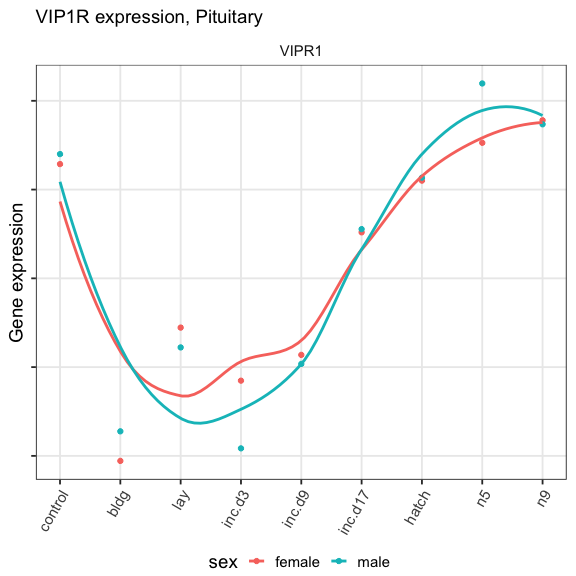 VIP1R expression, Pituitary
VIPR1
Gene expression
control
bldg
lay
inc.d3
inc.d9
inc.d17
hatch
n5
n9
sex female male